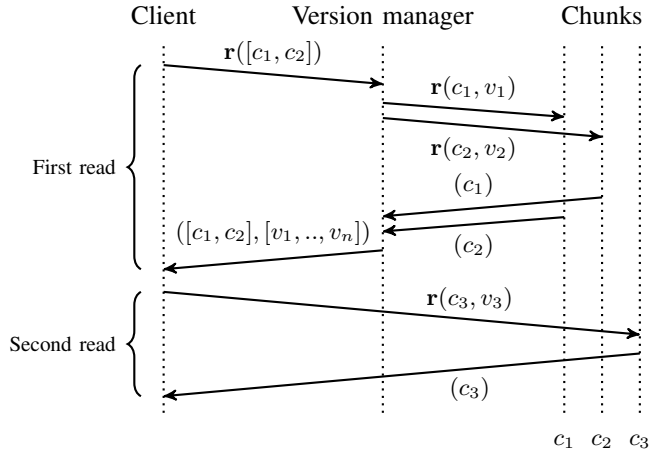 Client Version manager Chunks
r([c₁, c₂])
r(c₁, v₁)
r(c₂, v₂)
First read
(c₁)
([c₁, c₂], [v₁, .., vₙ])
(c₂)
r(c₃, v₃)
Second read
(c₃)
c₁ c₂ c₃